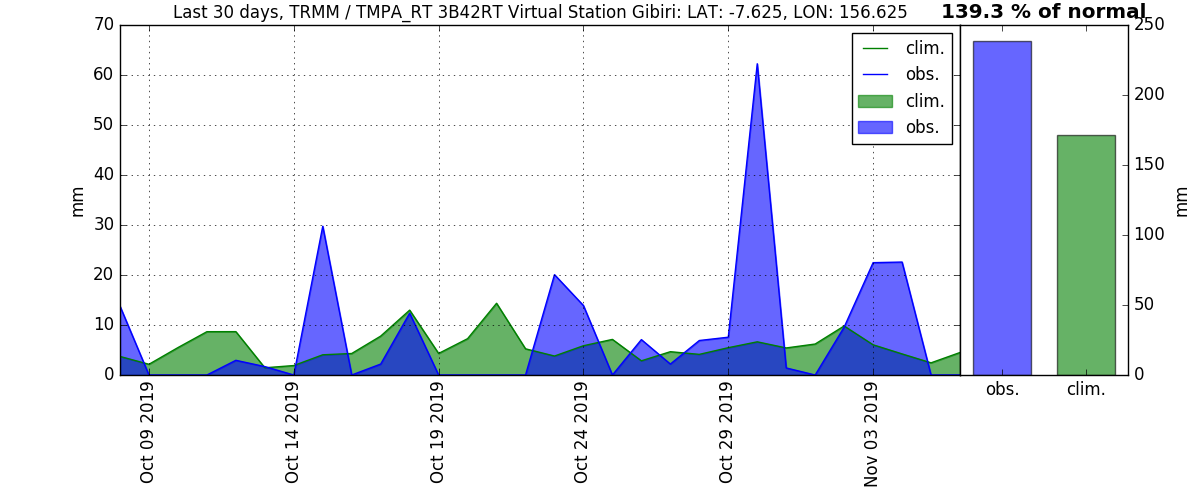 Last 30 days, TRMM / TMPA_RT 3B42RT Virtual Station Gibiri: LAT: -7.625, LON: 156.625
139.3 % of normal
70
60
50
40
30
20
10
0
mm
clim.
obs.
clim.
obs.
Oct 09 2019
Oct 14 2019
Oct 19 2019
Oct 24 2019
Oct 29 2019
Nov 03 2019
250
200
150
100
50
0
mm
obs.
clim.